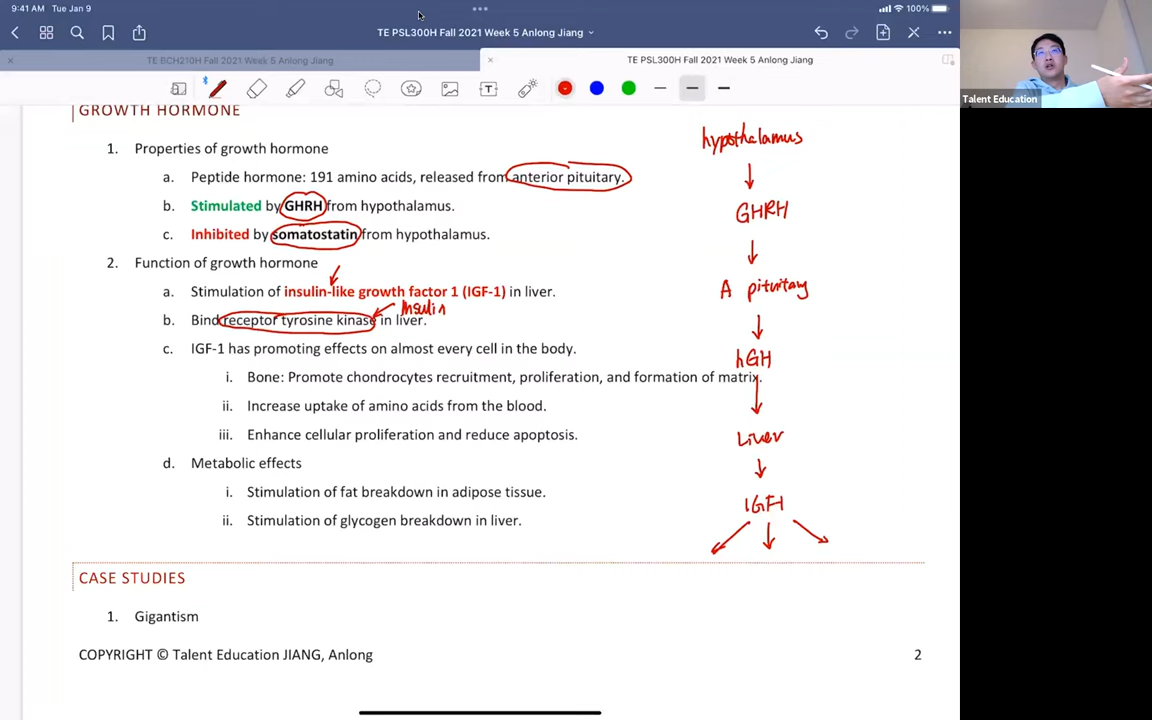 9:41 AM Tue Jan 9
100%
TE PSL300H Fall 2021 Week 5 Anlong Jiang
TE BCH210H Fall 2021 Week 5 Anlong Jiang
TE PSL300H Fall 2021 Week 5 Anlong Jiang
Talent Education
GROWTH HORMONE
1. Properties of growth hormone
a. Peptide hormone: 191 amino acids, released from anterior pituitary.
b. Stimulated by GHRH from hypothalamus.
c. Inhibited by somatostatin from hypothalamus.
2. Function of growth hormone
a. Stimulation of insulin-like growth factor 1 (IGF-1) in liver.
Insulin
b. Bind receptor tyrosine kinase in liver.
c. IGF-1 has promoting effects on almost every cell in the body.
i. Bone: Promote chondrocytes recruitment, proliferation, and formation of matrix.
ii. Increase uptake of amino acids from the blood.
iii. Enhance cellular proliferation and reduce apoptosis.
d. Metabolic effects
i. Stimulation of fat breakdown in adipose tissue.
ii. Stimulation of glycogen breakdown in liver.
hypothalamus
GHRH
A pituitary
hGH
Liver
IGF1
CASE STUDIES
1. Gigantism
COPYRIGHT © Talent Education JIANG, Anlong
2